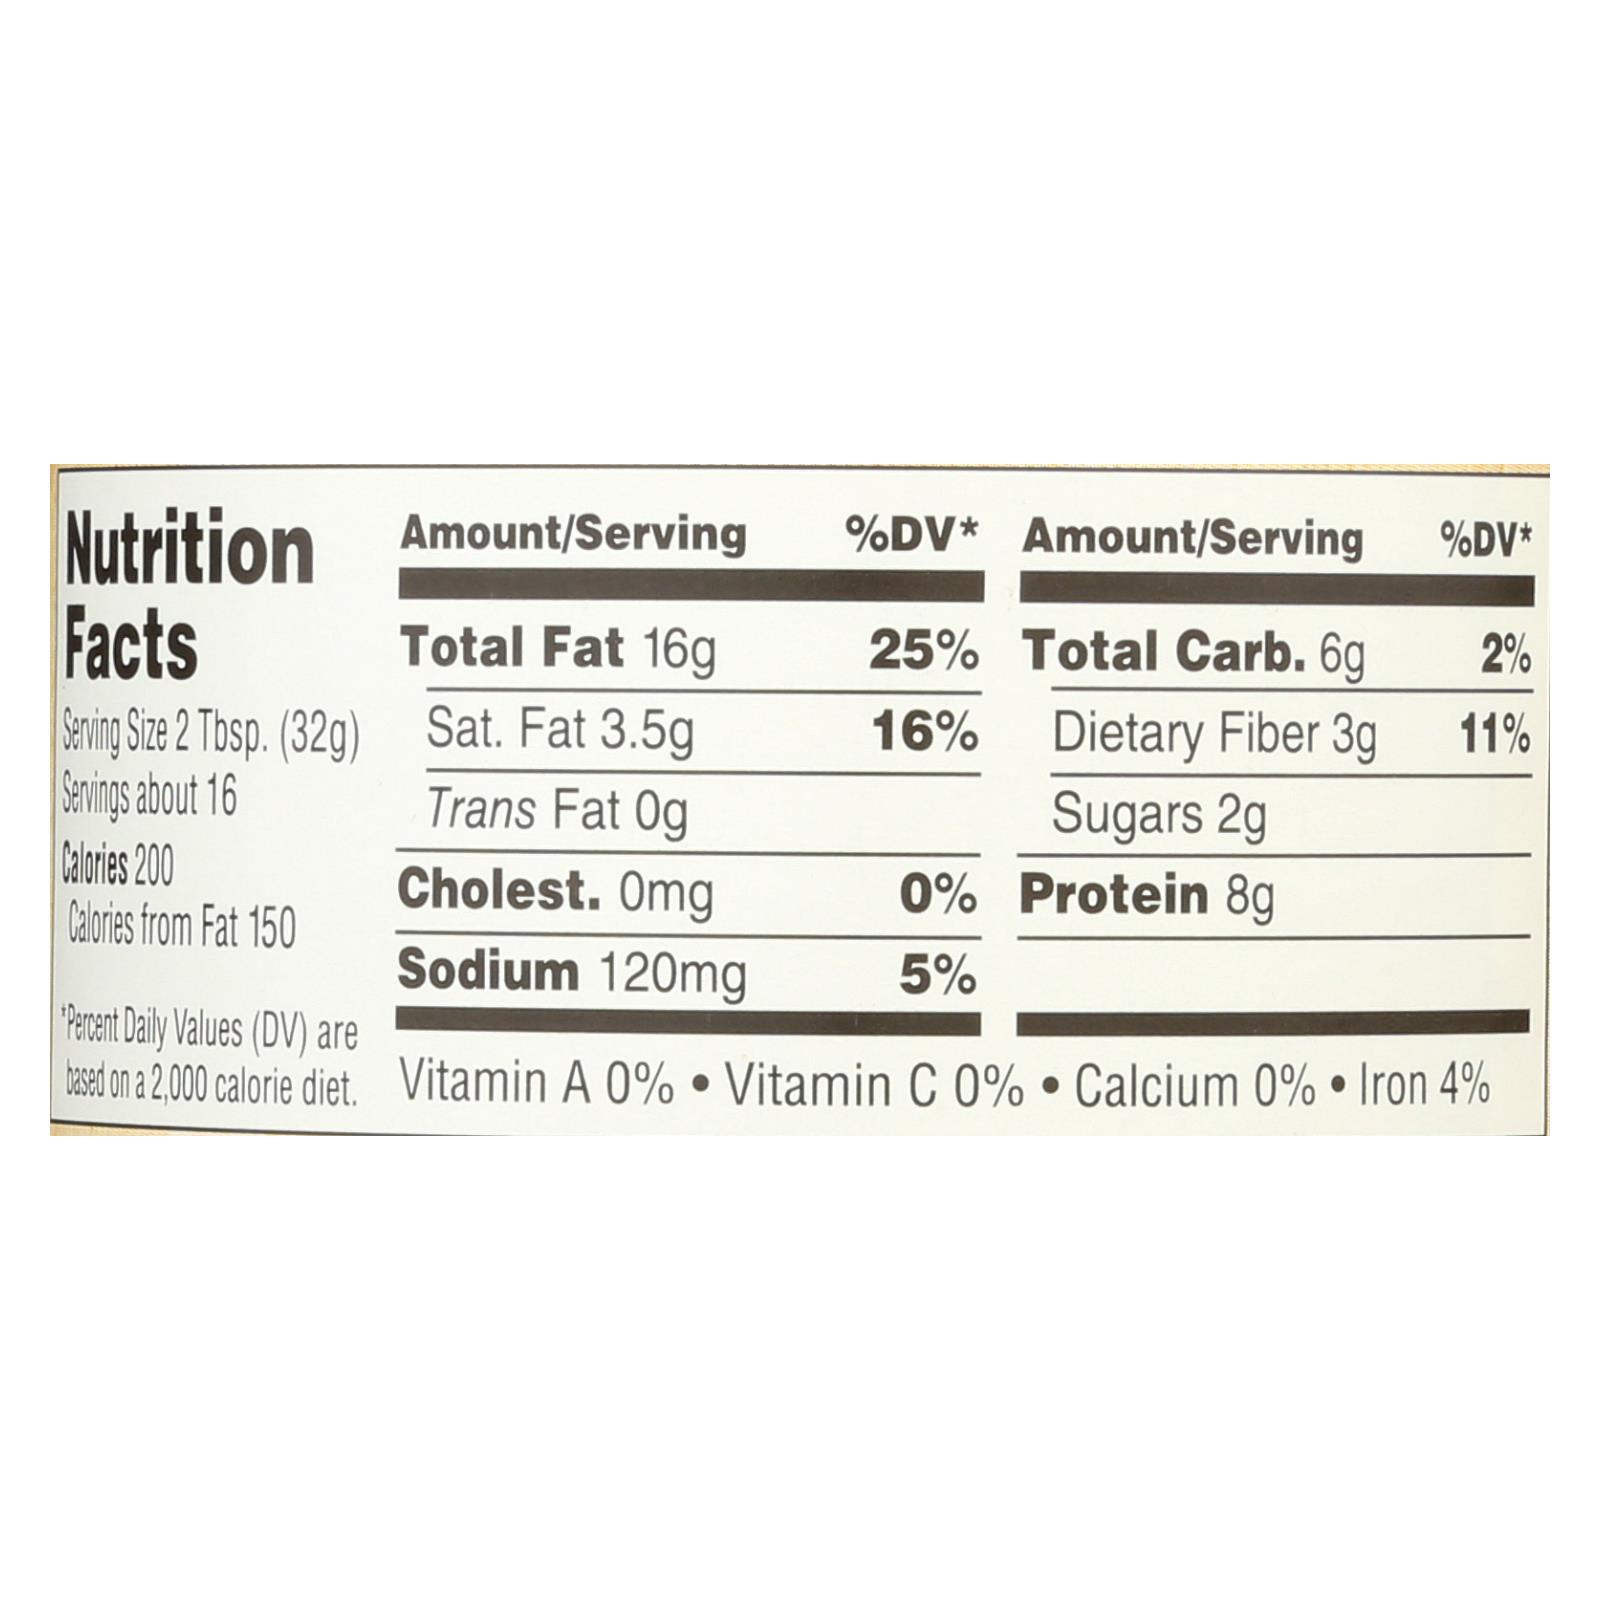 Nutrition
Facts
Serving Size 2 Tbsp. (32g)
Servings about 16
Calories 200
Calories from Fat 150
*Percent Daily Values (DV) are
based on a 2,000 calorie diet.
Amount/Serving %DV*
Total Fat 16g 25%
Sat. Fat 3.5g 16%
Trans Fat 0g
Cholest. 0mg 0%
Sodium 120mg 5%
Amount/Serving %DV*
Total Carb. 6g 2%
Dietary Fiber 3g 11%
Sugars 2g
Protein 8g
Vitamin A 0% • Vitamin C 0% • Calcium 0% • Iron 4%